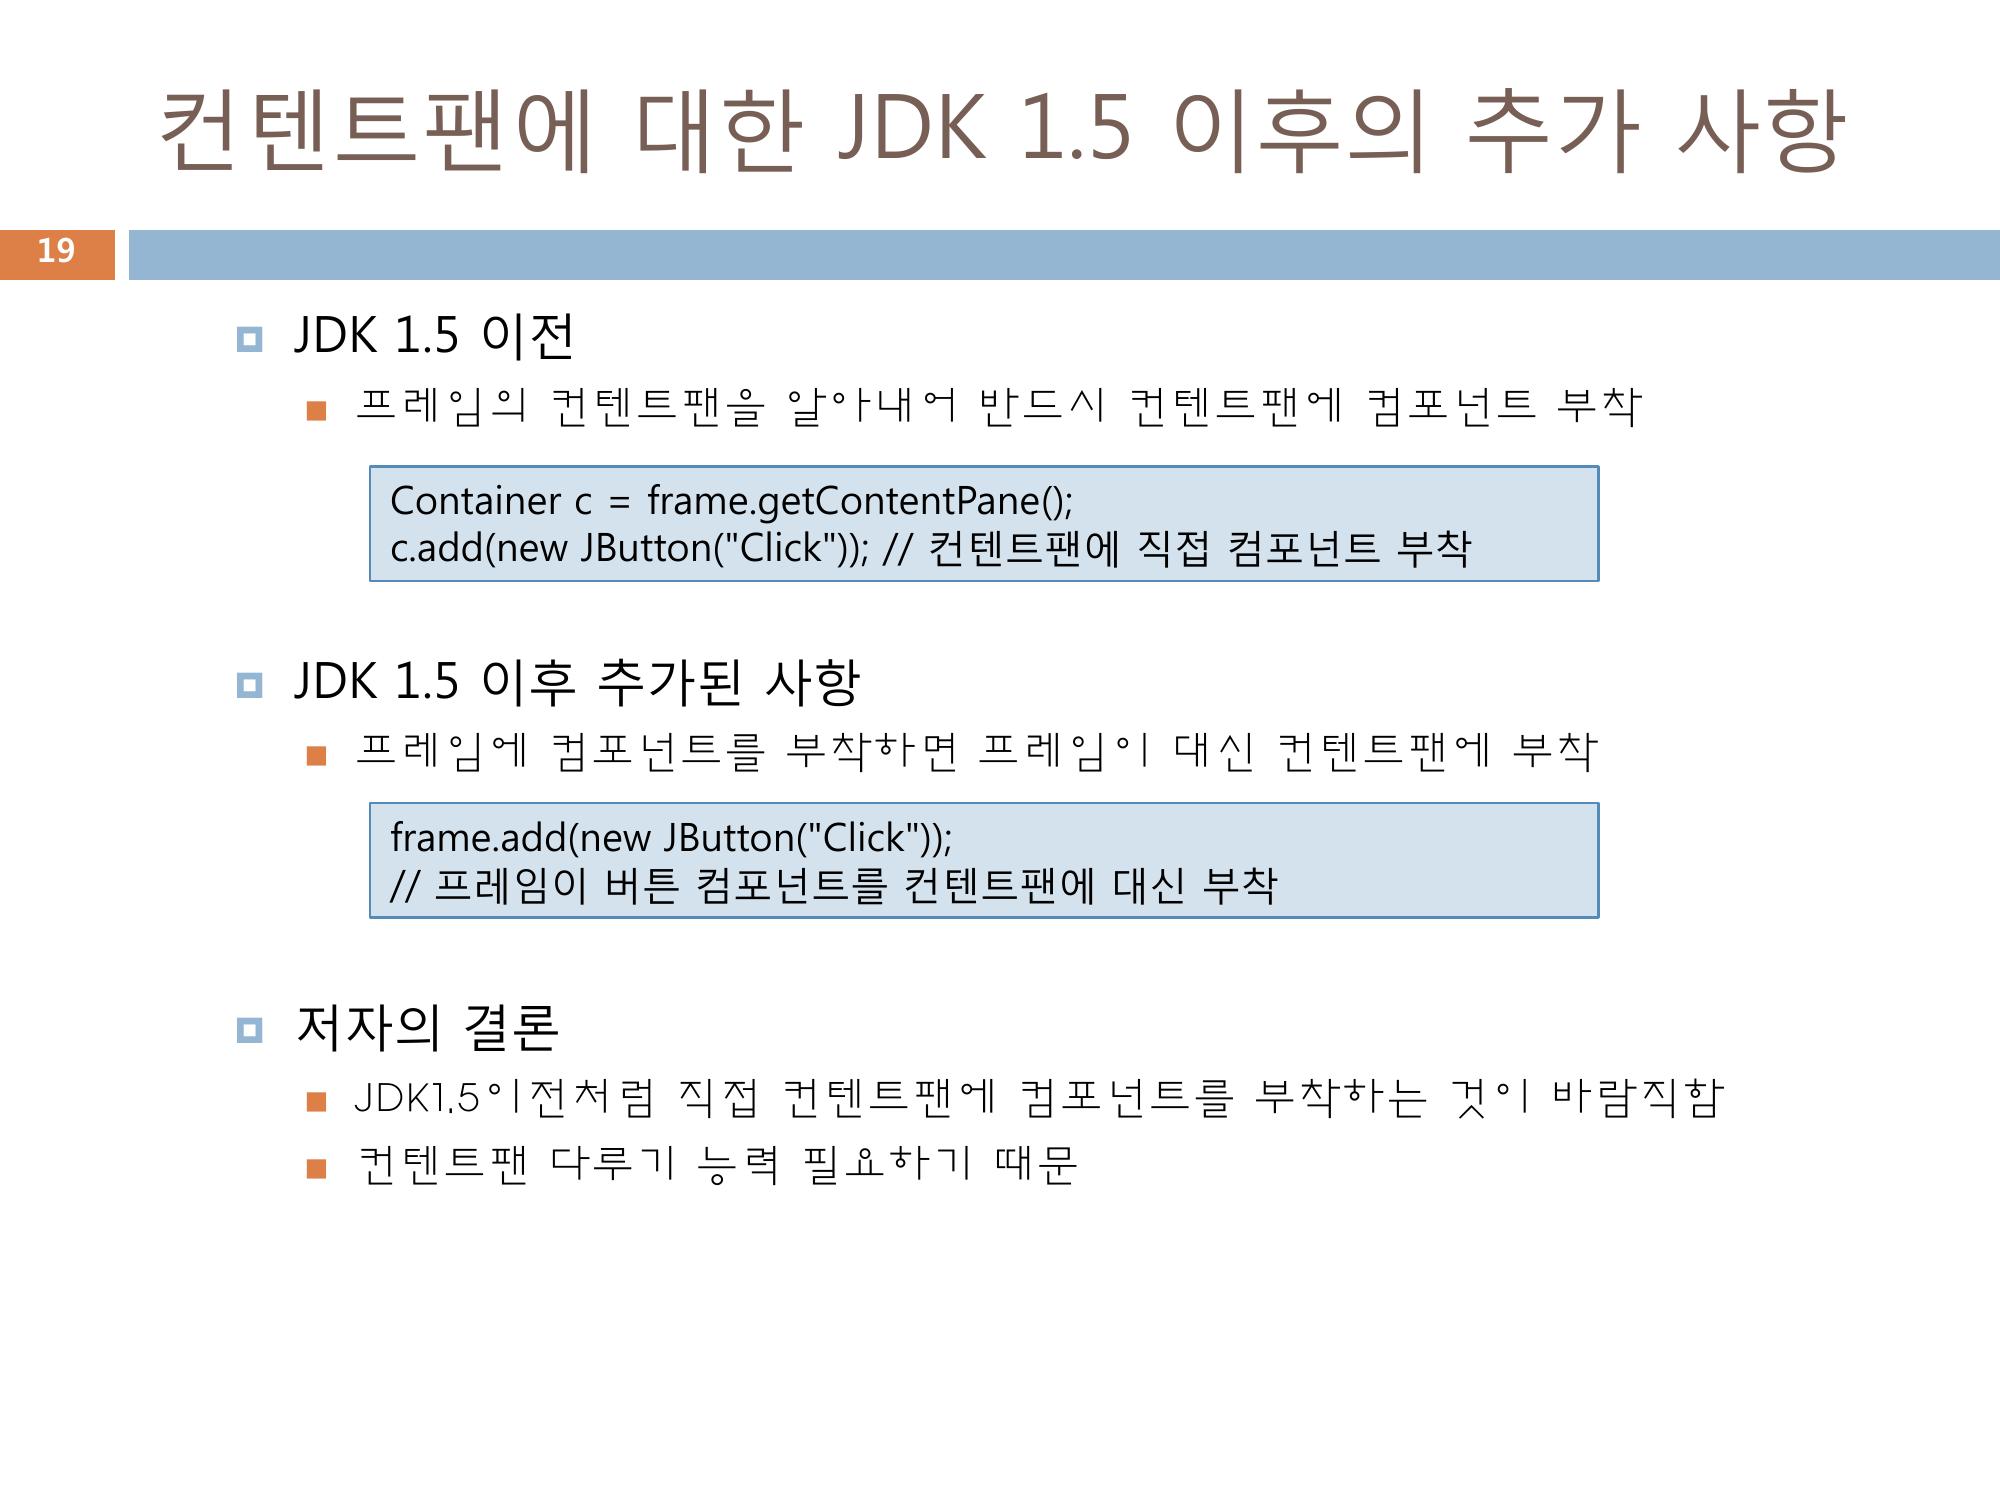 컨텐트팬에 대한 JDK 1.5 이후의 추가 사항
19
JDK 1.5 이전
프레임의 컨텐트팬을 알아내어 반드시 컨텐트팬에 컴포넌트 부착
Container c = frame.getContentPane();
c.add(new JButton("Click")); // 컨텐트팬에 직접 컴포넌트 부착
JDK 1.5 이후 추가된 사항
프레임에 컴포넌트를 부착하면 프레임이 대신 컨텐트팬에 부착
frame.add(new JButton("Click"));
// 프레임이 버튼 컴포넌트를 컨텐트팬에 대신 부착
저자의 결론
JDK1.5이전처럼 직접 컨텐트팬에 컴포넌트를 부착하는 것이 바람직함
컨텐트팬 다루기 능력 필요하기 때문